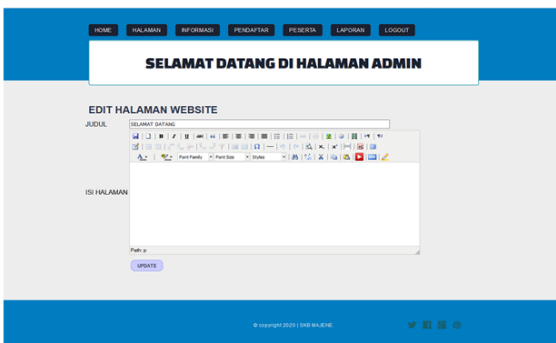 HOME HALAMAN INFORMASI PENDAFTAR PESERTA LAPORAN LOGOUT
SELAMAT DATANG DI HALAMAN ADMIN
EDIT HALAMAN WEBSITE
JUDUL SELAMAT DATANG
Font Family Font Size Styles
ISI HALAMAN
Path: p
UPDATE
© copyright 2020 | SKB MAJENE